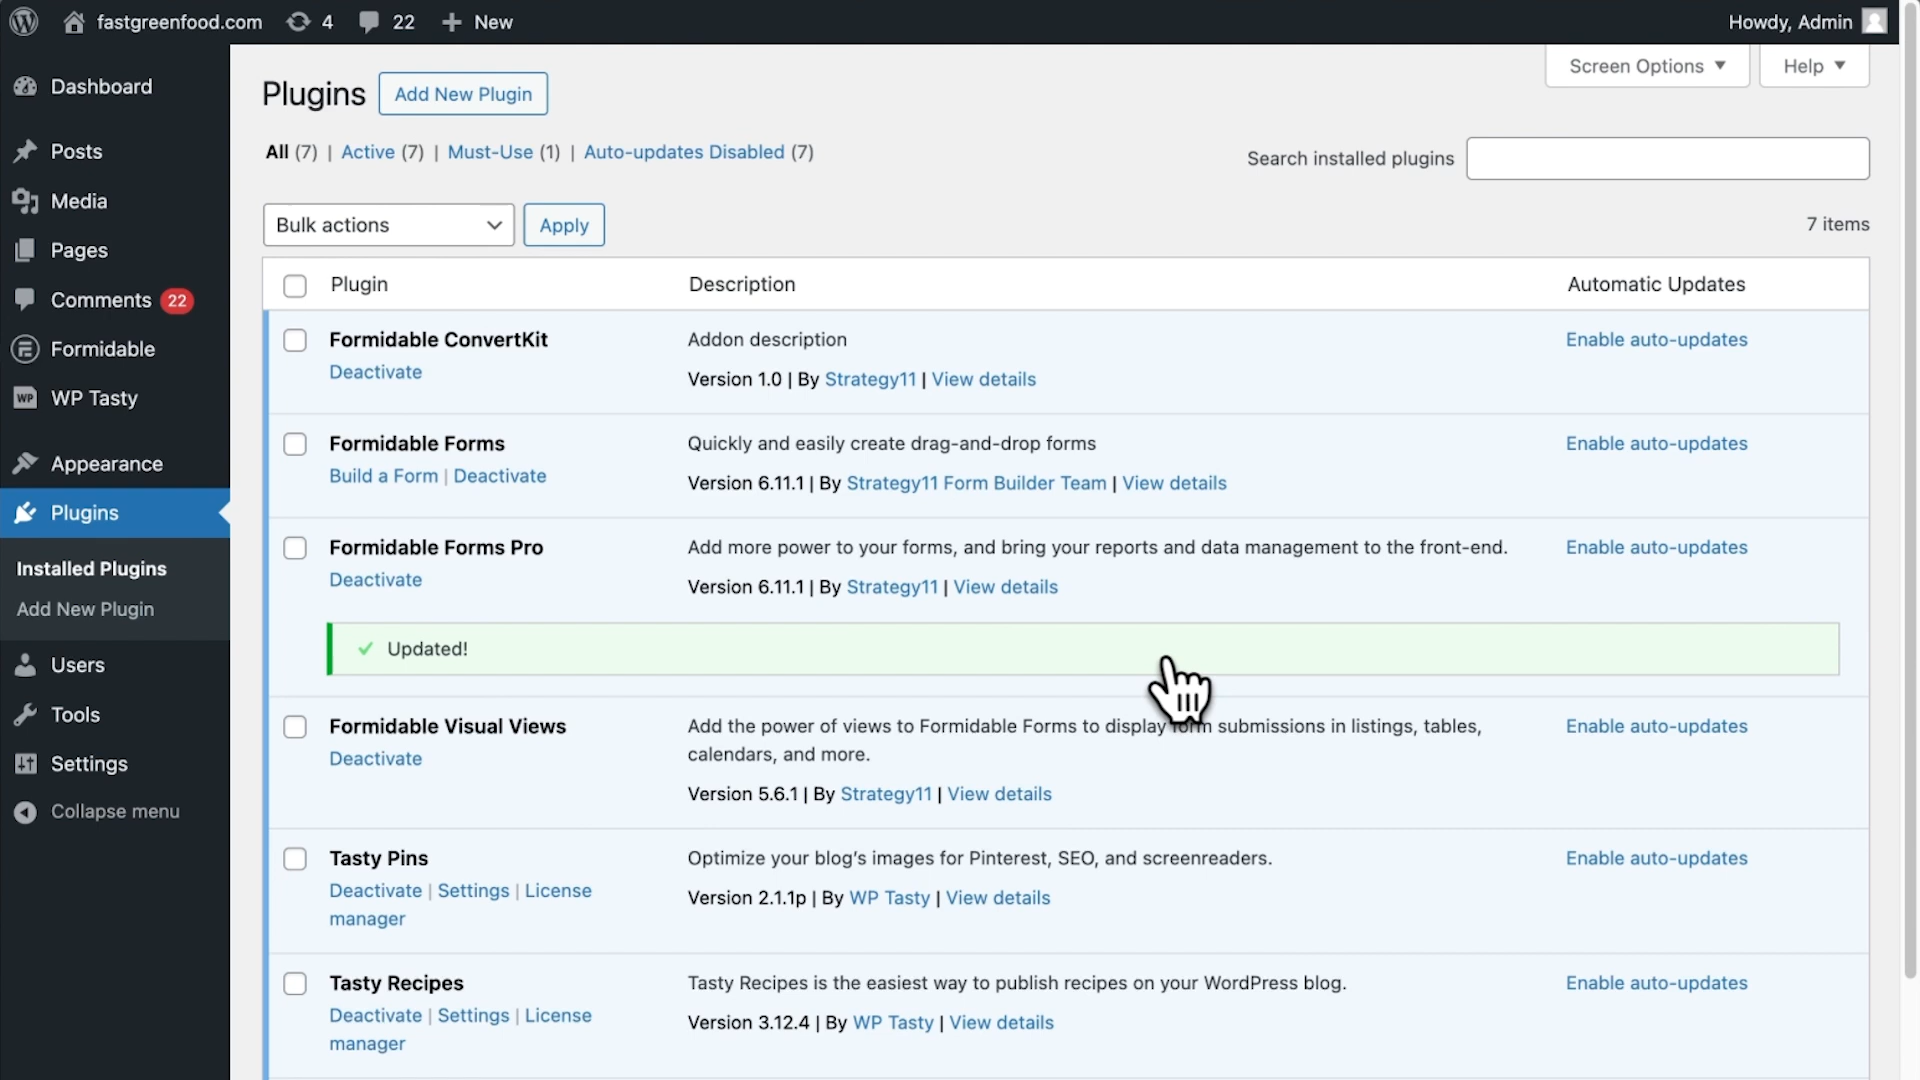 fastgreenfood.com 4 22 New Howdy, Admin
Screen Options Help
Dashboard
Posts
Media
Pages
Comments 22
Formidable
WP Tasty
Appearance
Plugins
Installed Plugins
Add New Plugin
Users
Tools
Settings
Collapse menu
Plugins Add New Plugin
All (7) | Active (7) | Must-Use (1) | Auto-updates Disabled (7)
Search installed plugins
Bulk actions Apply 7 items
Plugin Description Automatic Updates
Formidable ConvertKit Addon description Enable auto-updates
Deactivate Version 1.0 | By Strategy11 | View details
Formidable Forms Quickly and easily create drag-and-drop forms Enable auto-updates
Build a Form | Deactivate Version 6.11.1 | By Strategy11 Form Builder Team | View details
Formidable Forms Pro Add more power to your forms, and bring your reports and data management to the front-end. Enable auto-updates
Deactivate Version 6.11.1 | By Strategy11 | View details
Updated!
Formidable Visual Views Add the power of views to Formidable Forms to display form submissions in listings, tables, Enable auto-updates
Deactivate calendars, and more.
Version 5.6.1 | By Strategy11 | View details
Tasty Pins Optimize your blog’s images for Pinterest, SEO, and screenreaders. Enable auto-updates
Deactivate | Settings | License Version 2.1.1p | By WP Tasty | View details
manager
Tasty Recipes Tasty Recipes is the easiest way to publish recipes on your WordPress blog. Enable auto-updates
Deactivate | Settings | License Version 3.12.4 | By WP Tasty | View details
manager